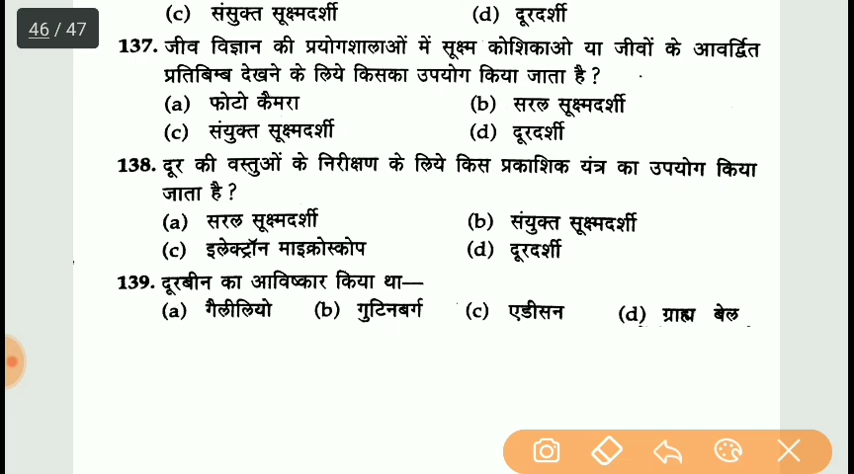 (c) संसुक्त सूक्ष्मदर्शी (d) दूरदर्शी
46 / 47
137. जीव विज्ञान की प्रयोगशालाओं में सूक्ष्म कोशिकाओ या जीवों के आवर्द्धित
प्रतिबिम्ब देखने के लिये किसका उपयोग किया जाता है ?
(a) फोटो कैमरा (b) सरल सूक्ष्मदर्शी
(c) संयुक्त सूक्ष्मदर्शी (d) दूरदर्शी
138. दूर की वस्तुओं के निरीक्षण के लिये किस प्रकाशिक यंत्र का उपयोग किया
जाता है ?
(a) सरल सूक्ष्मदर्शी (b) संयुक्त सूक्ष्मदर्शी
(c) इलेक्ट्रॉन माइक्रोस्कोप (d) दूरदर्शी
139. दूरबीन का आविष्कार किया था—
(a) गैलीलियो (b) गुटिनबर्ग (c) एडीसन (d) ग्राह्म बेल